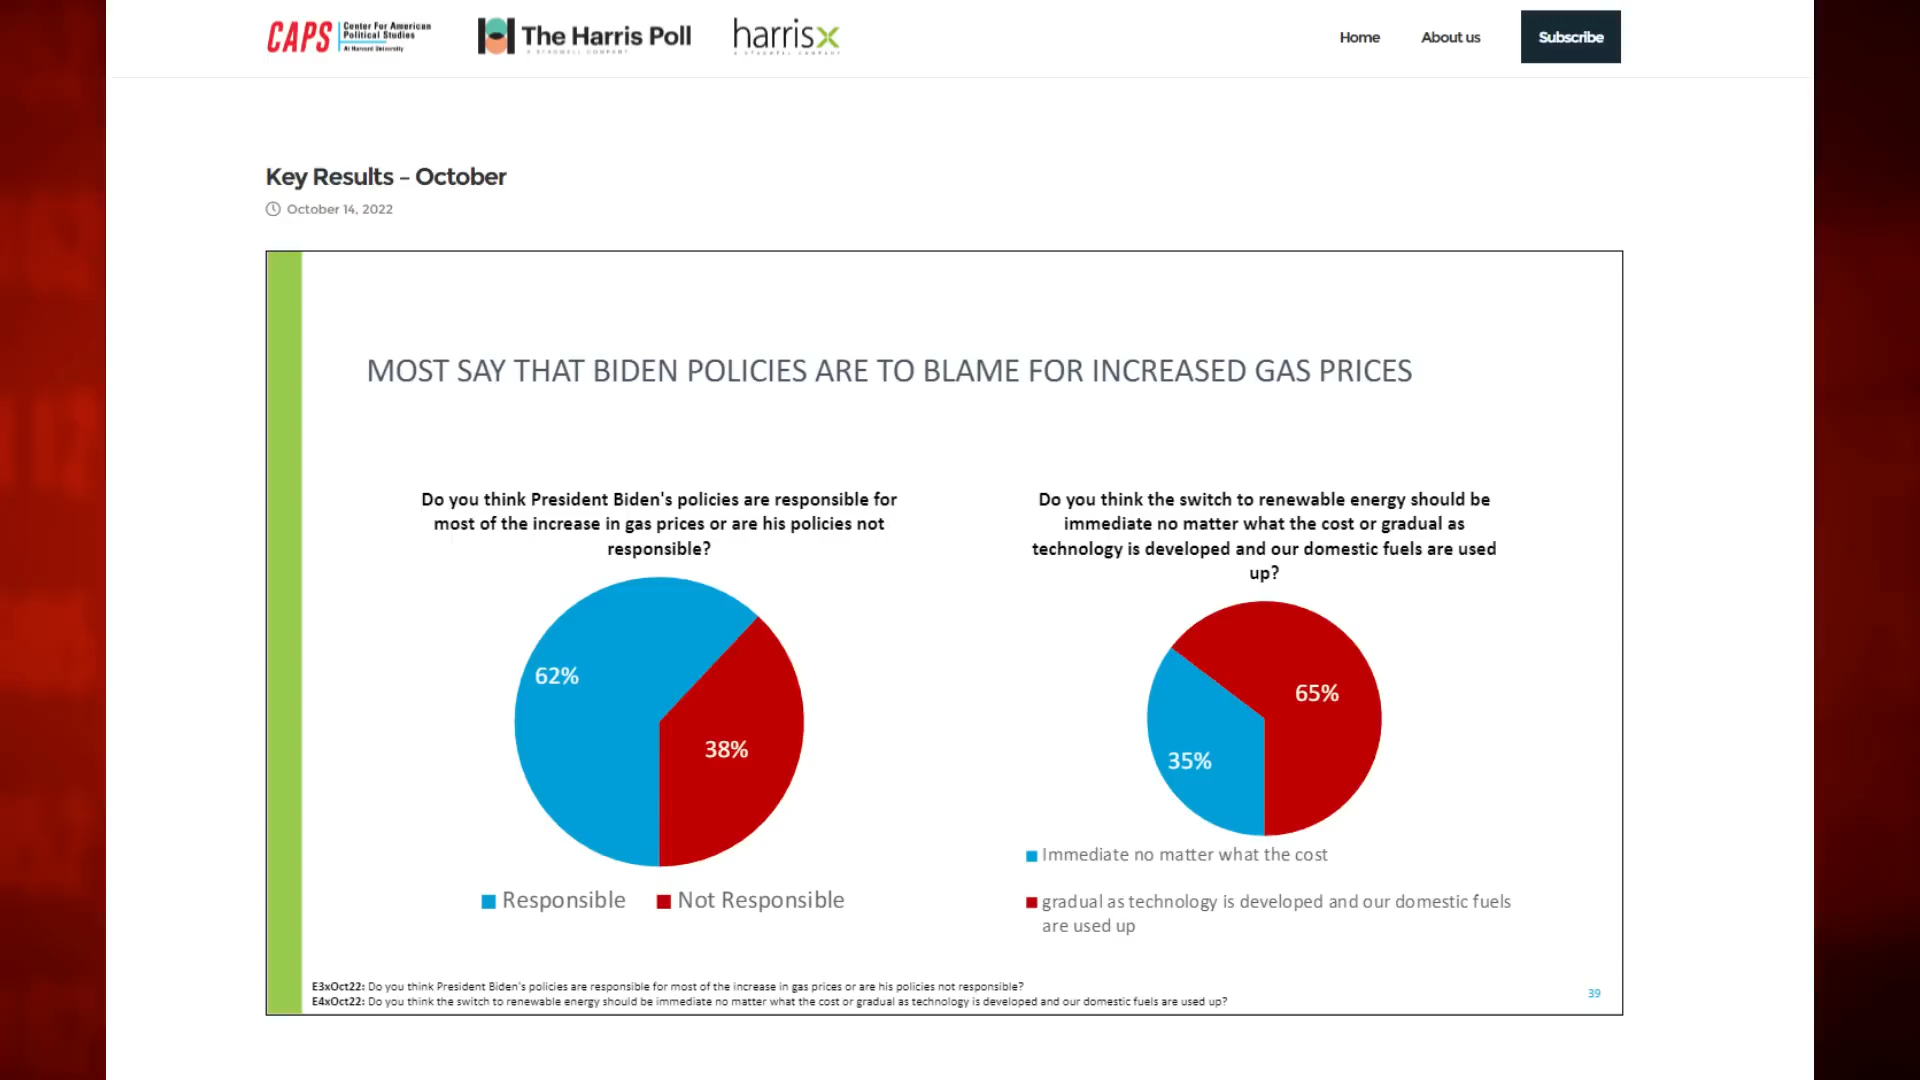 CAPS
Center For American
Political Studies
At Harvard University
The Harris Poll
A STAGWELL COMPANY
harrisx
A STAGWELL COMPANY
Home
About us
Subscribe
Key Results – October
October 14, 2022
MOST SAY THAT BIDEN POLICIES ARE TO BLAME FOR INCREASED GAS PRICES
Do you think President Biden's policies are responsible for
most of the increase in gas prices or are his policies not
responsible?
62%
38%
Responsible
Not Responsible
Do you think the switch to renewable energy should be
immediate no matter what the cost or gradual as
technology is developed and our domestic fuels are used
up?
65%
35%
Immediate no matter what the cost
gradual as technology is developed and our domestic fuels
are used up
E3xOct22: Do you think President Biden's policies are responsible for most of the increase in gas prices or are his policies not responsible?
E4xOct22: Do you think the switch to renewable energy should be immediate no matter what the cost or gradual as technology is developed and our domestic fuels are used up?
39